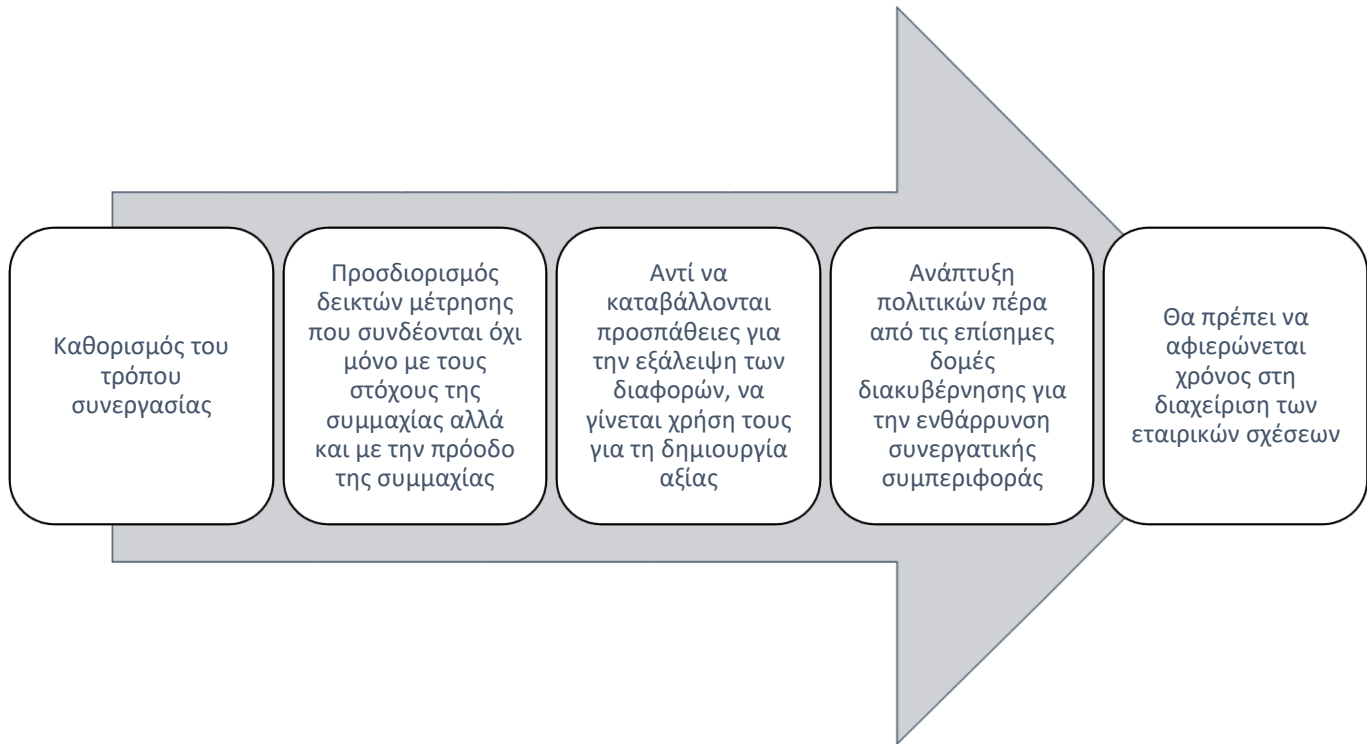 Καθορισμός του
τρόπου
συνεργασίας
Προσδιορισμός
δεικτών μέτρησης
που συνδέονται όχι
μόνο με τους
στόχους της
συμμαχίας αλλά
και με την πρόοδο
της συμμαχίας
Αντί να
καταβάλλονται
προσπάθειες για
την εξάλειψη των
διαφορών, να
γίνεται χρήση τους
για τη δημιουργία
αξίας
Ανάπτυξη
πολιτικών πέρα
από τις επίσημες
δομές
διακυβέρνησης για
την ενθάρρυνση
συνεργατικής
συμπεριφοράς
Θα πρέπει να
αφιερώνεται
χρόνος στη
διαχείριση των
εταιρικών σχέσεων